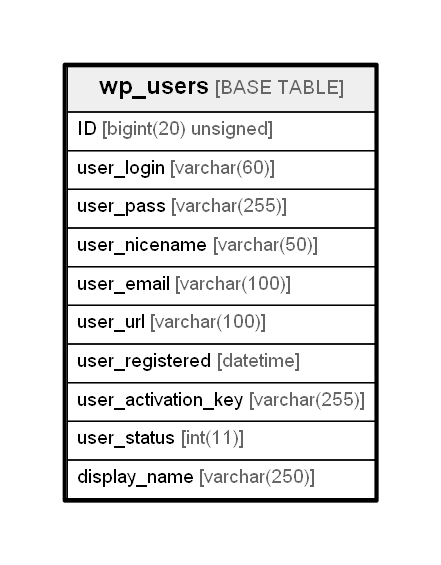 wp_users [BASE TABLE]
ID [bigint(20) unsigned]
user_login [varchar(60)]
user_pass [varchar(255)]
user_nicename [varchar(50)]
user_email [varchar(100)]
user_url [varchar(100)]
user_registered [datetime]
user_activation_key [varchar(255)]
user_status [int(11)]
display_name [varchar(250)]